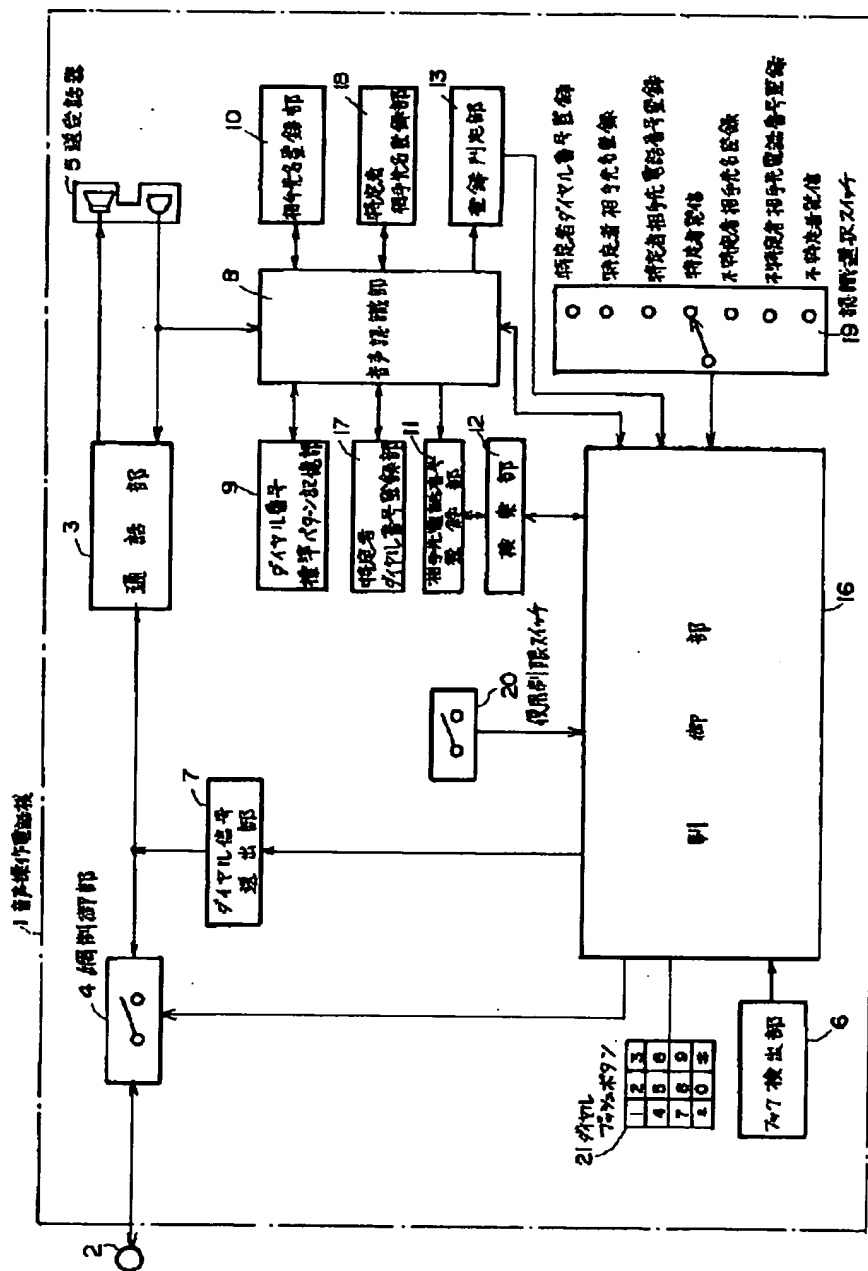 1 音声操作電話機
2
4 網制御部
3
通話部
5 送受話器
7
ダイヤル信号
送出部
9
ダイヤル番号
標準パターン記憶部
17
特定者
ダイヤル番号登録部
11
相手先電話番号
登録部
12
検索部
8
音声認識部
10
相手先名登録部
18
特定者
相手先名登録部
13
登録判定部
20
使用制限スイッチ
特定者ダイヤル番号登録
特定者相手先名登録
特定者相手先電話番号登録
特定者発信
不特定者相手先名登録
不特定者相手先電話番号登録
不特定者発信
19 認識選択スイッチ
21 ダイヤル
プッシュボタン
1 2 3
4 5 6
7 8 9
* 0 #
フック検出部
6
制御部
16